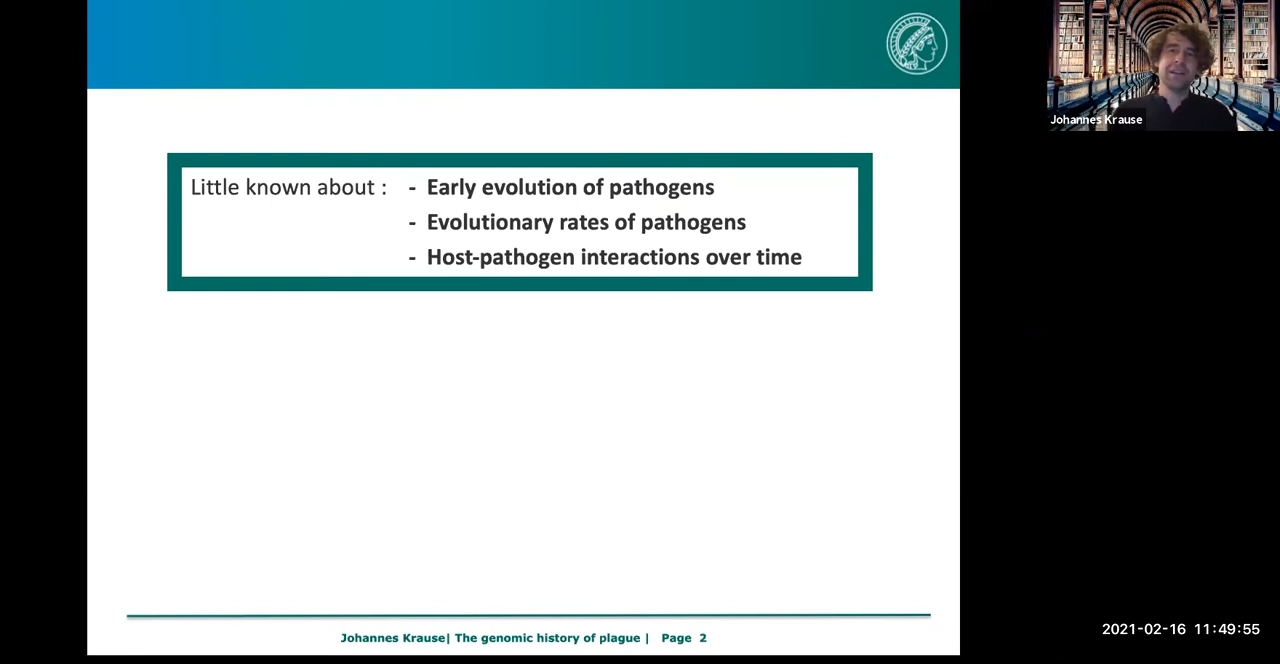 Johannes Krause
Little known about : - Early evolution of pathogens
- Evolutionary rates of pathogens
- Host-pathogen interactions over time
Johannes Krause| The genomic history of plague | Page 2
2021-02-16 11:49:55